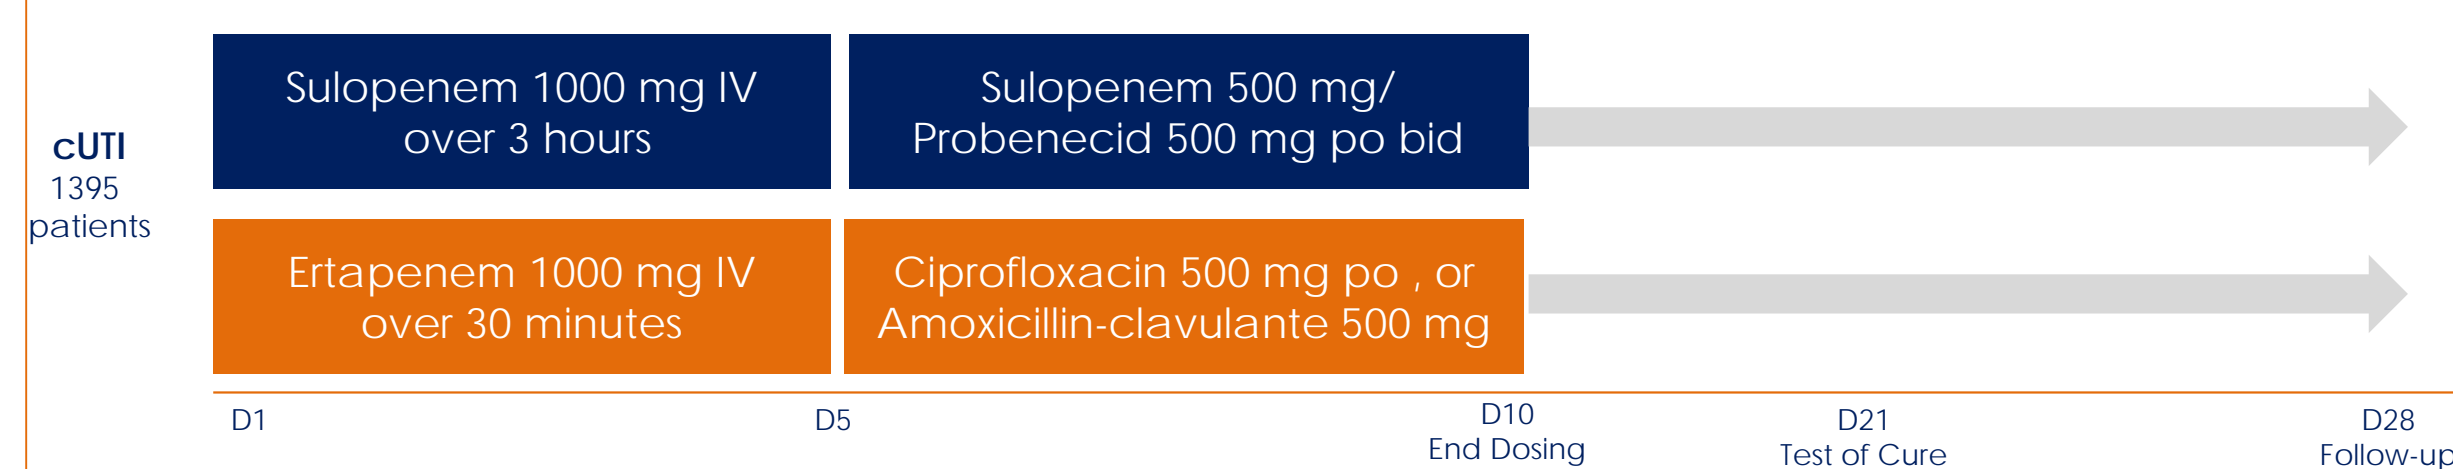 cUTI
1395
patients
Sulopenem 1000 mg IV
over 3 hours
Sulopenem 500 mg/
Probenecid 500 mg po bid
Ertapenem 1000 mg IV
over 30 minutes
Ciprofloxacin 500 mg po , or
Amoxicillin-clavulante 500 mg
D1
D5
D10
End Dosing
D21
Test of Cure
D28
Follow-up